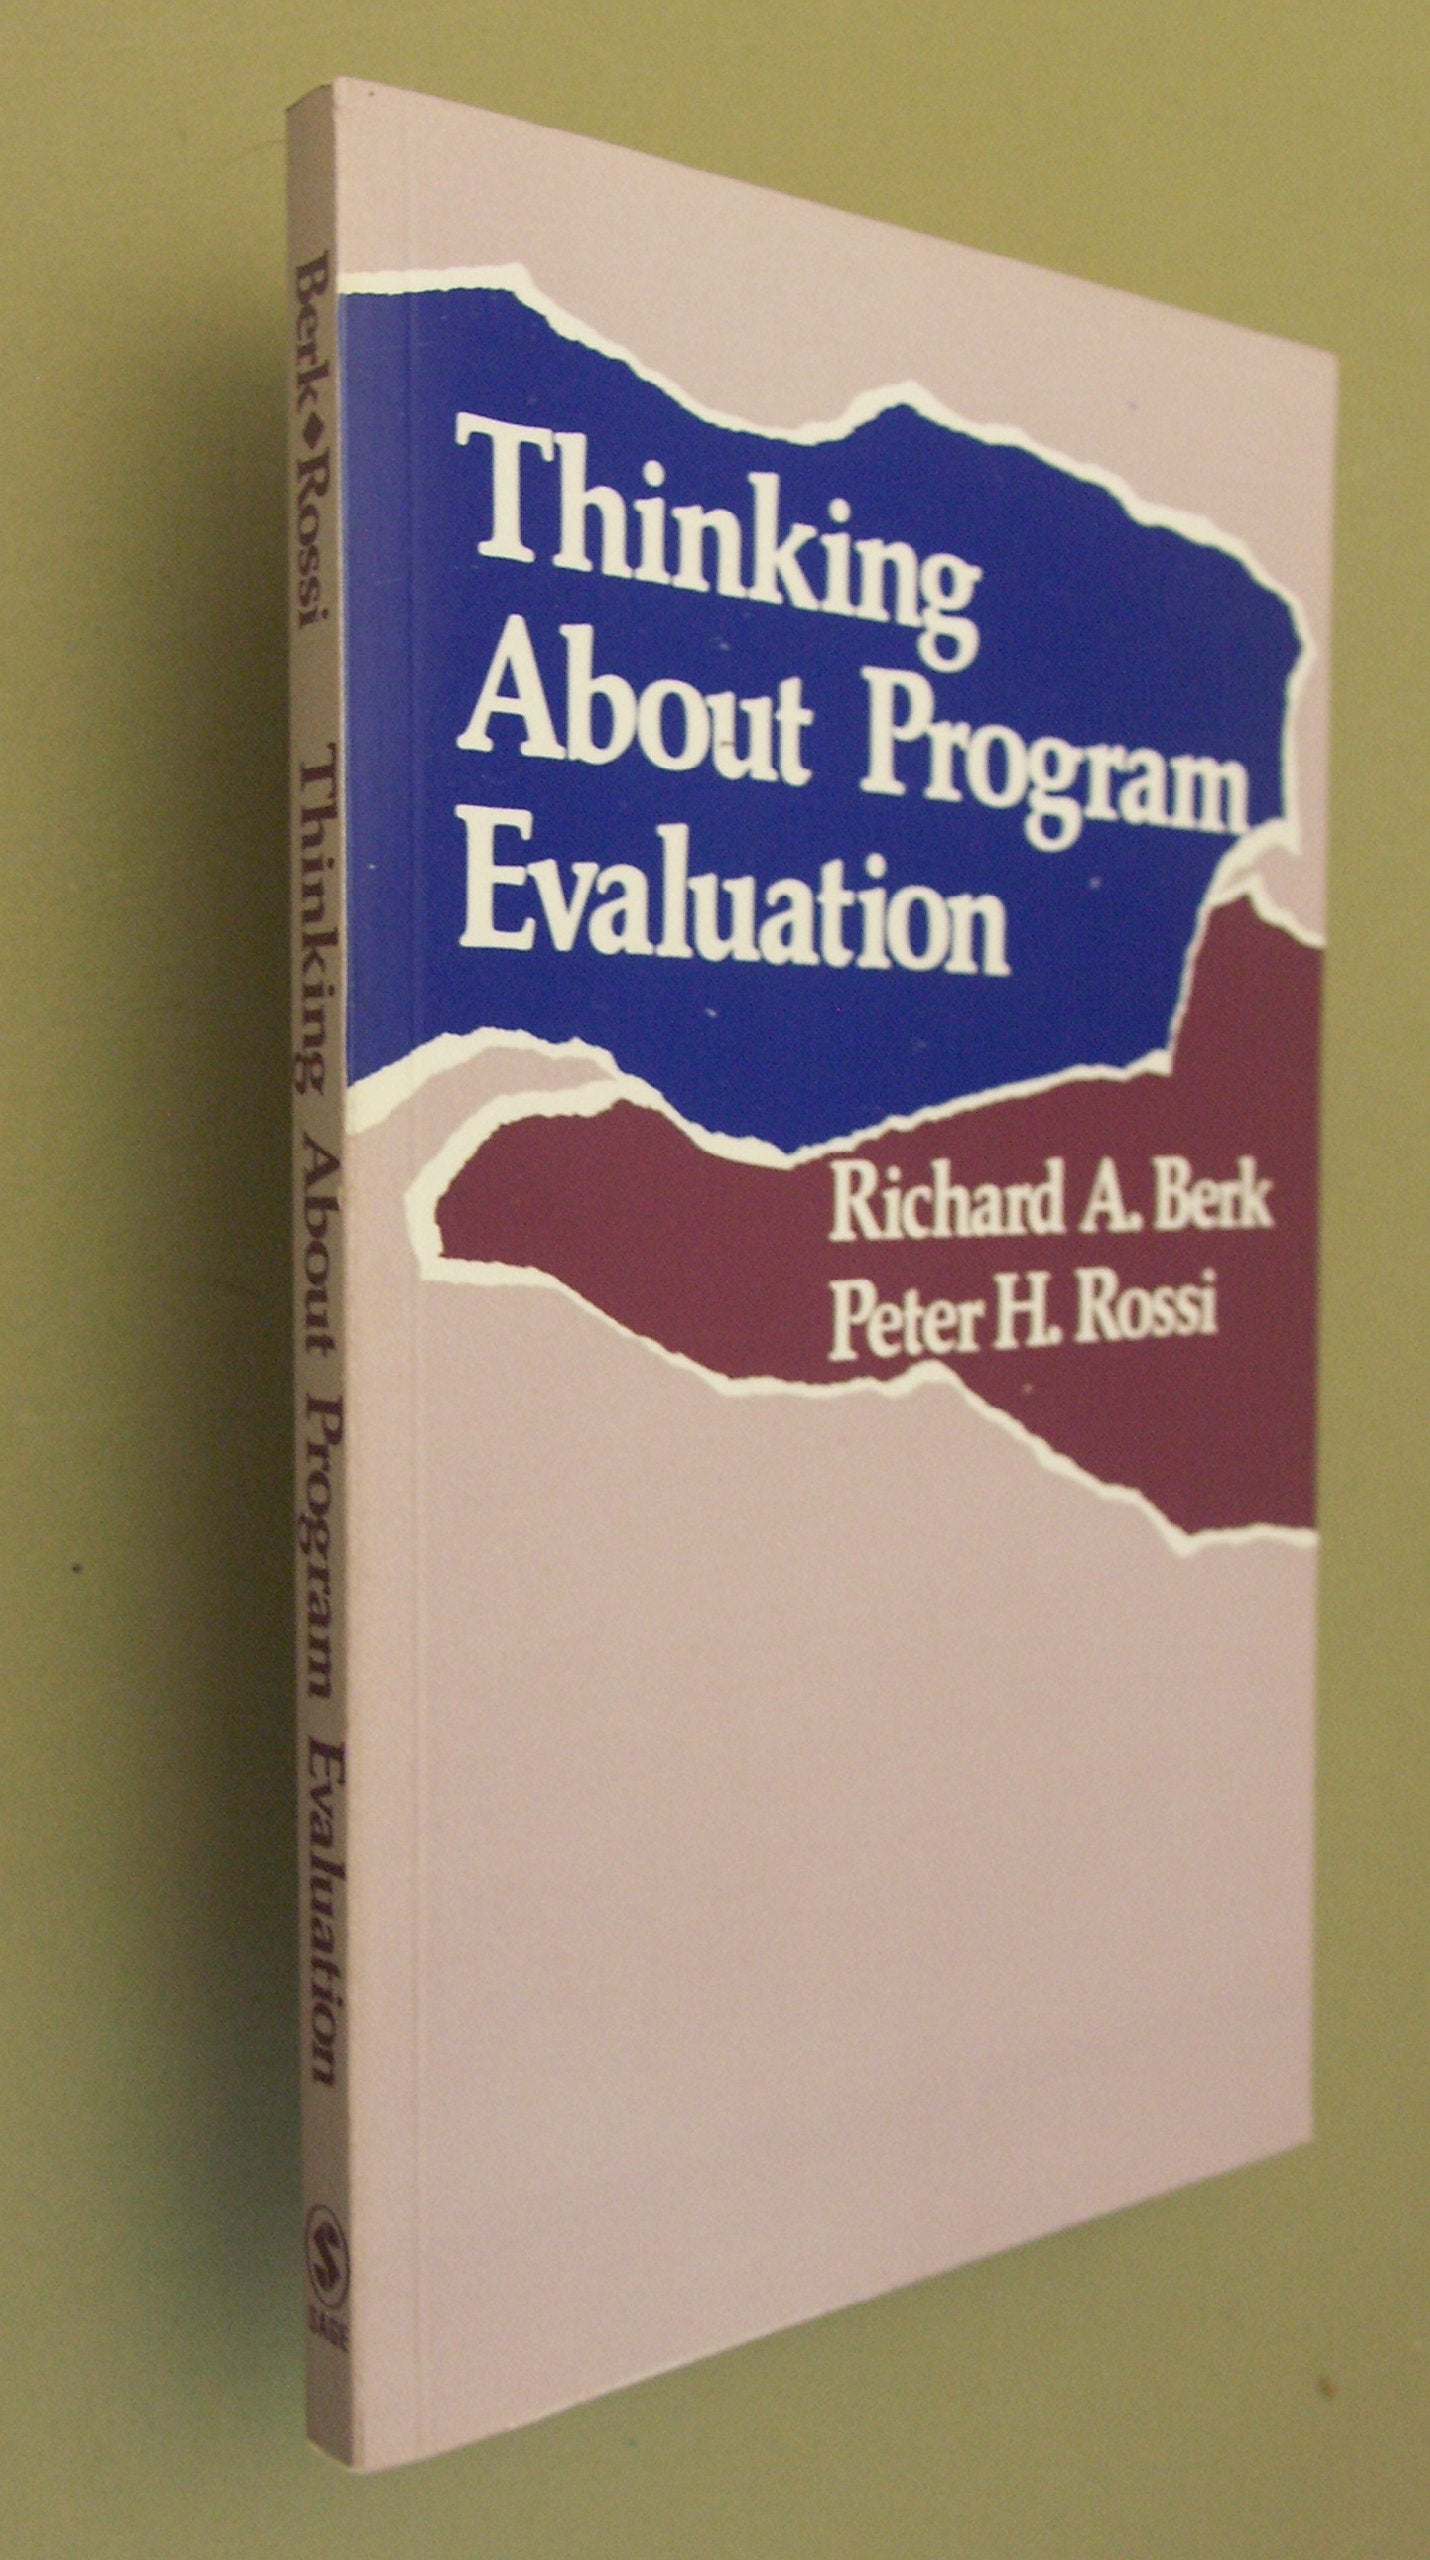 Thinking
About Program
Evaluation
Richard A. Berk
Peter H. Rossi
Berk◆Rossi Thinking About Program Evaluation
S
SAGE